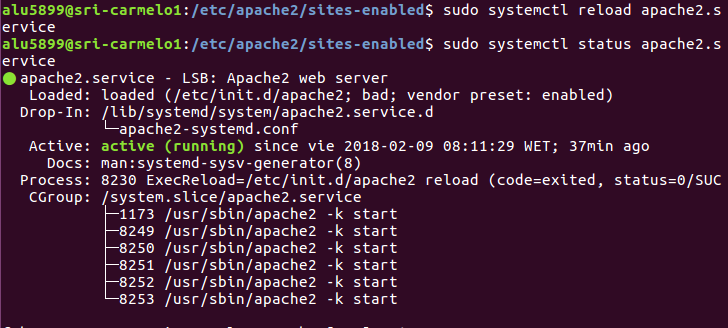 alu5899@sri-carmelo1:/etc/apache2/sites-enabled$ sudo systemctl reload apache2.s
ervice
alu5899@sri-carmelo1:/etc/apache2/sites-enabled$ sudo systemctl status apache2.s
ervice
● apache2.service - LSB: Apache2 web server
   Loaded: loaded (/etc/init.d/apache2; bad; vendor preset: enabled)
  Drop-In: /lib/systemd/system/apache2.service.d
           └─apache2-systemd.conf
   Active: active (running) since vie 2018-02-09 08:11:29 WET; 37min ago
     Docs: man:systemd-sysv-generator(8)
  Process: 8230 ExecReload=/etc/init.d/apache2 reload (code=exited, status=0/SUC
   CGroup: /system.slice/apache2.service
           ├─1173 /usr/sbin/apache2 -k start
           ├─8249 /usr/sbin/apache2 -k start
           ├─8250 /usr/sbin/apache2 -k start
           ├─8251 /usr/sbin/apache2 -k start
           ├─8252 /usr/sbin/apache2 -k start
           └─8253 /usr/sbin/apache2 -k start